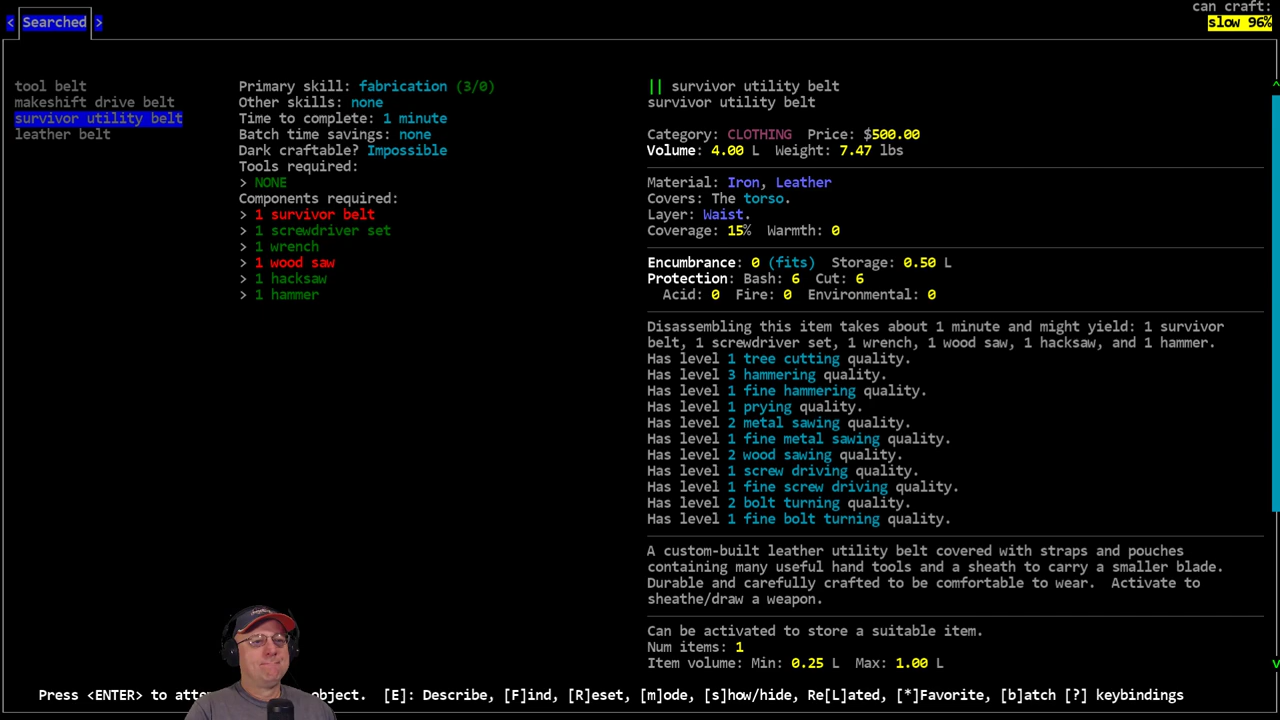 can craft:
< Searched >
slow 96%
tool belt
makeshift drive belt
survivor utility belt
leather belt
Primary skill: fabrication (3/0)
Other skills: none
Time to complete: 1 minute
Batch time savings: none
Dark craftable? Impossible
Tools required:
> NONE
Components required:
> 1 survivor belt
> 1 screwdriver set
> 1 wrench
> 1 wood saw
> 1 hacksaw
> 1 hammer
|| survivor utility belt
survivor utility belt
Category: CLOTHING Price: $500.00
Volume: 4.00 L Weight: 7.47 lbs
Material: Iron, Leather
Covers: The torso.
Layer: Waist.
Coverage: 15% Warmth: 0
Encumbrance: 0 (fits) Storage: 0.50 L
Protection: Bash: 6 Cut: 6
Acid: 0 Fire: 0 Environmental: 0
Disassembling this item takes about 1 minute and might yield: 1 survivor
belt, 1 screwdriver set, 1 wrench, 1 wood saw, 1 hacksaw, and 1 hammer.
Has level 1 tree cutting quality.
Has level 3 hammering quality.
Has level 1 fine hammering quality.
Has level 1 prying quality.
Has level 2 metal sawing quality.
Has level 1 fine metal sawing quality.
Has level 2 wood sawing quality.
Has level 1 screw driving quality.
Has level 1 fine screw driving quality.
Has level 2 bolt turning quality.
Has level 1 fine bolt turning quality.
A custom-built leather utility belt covered with straps and pouches
containing many useful hand tools and a sheath to carry a smaller blade.
Durable and carefully crafted to be comfortable to wear. Activate to
sheathe/draw a weapon.
Can be activated to store a suitable item.
Num items: 1
Item volume: Min: 0.25 L Max: 1.00 L
Press <ENTER> to object. [E]: Describe, [F]ind, [R]eset, [m]ode, [s]how/hide, Re[L]ated, [*]Favorite, [b]atch [?] keybindings